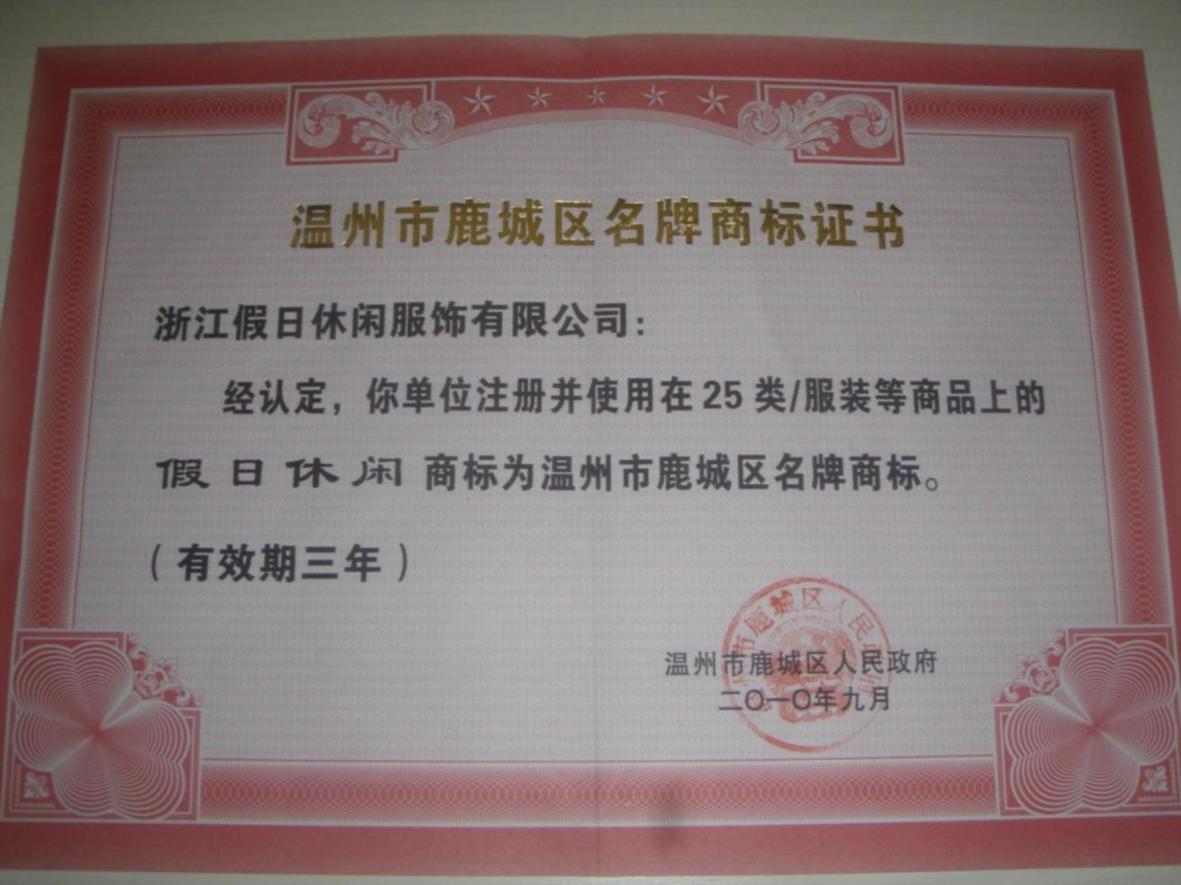 温州市鹿城区名牌商标证书
浙江假日休闲服饰有限公司：
经认定，你单位注册并使用在25类/服装等商品上的
假日休闲 商标为温州市鹿城区名牌商标。
（有效期三年）
温州市鹿城区人民政府
二〇一〇年九月